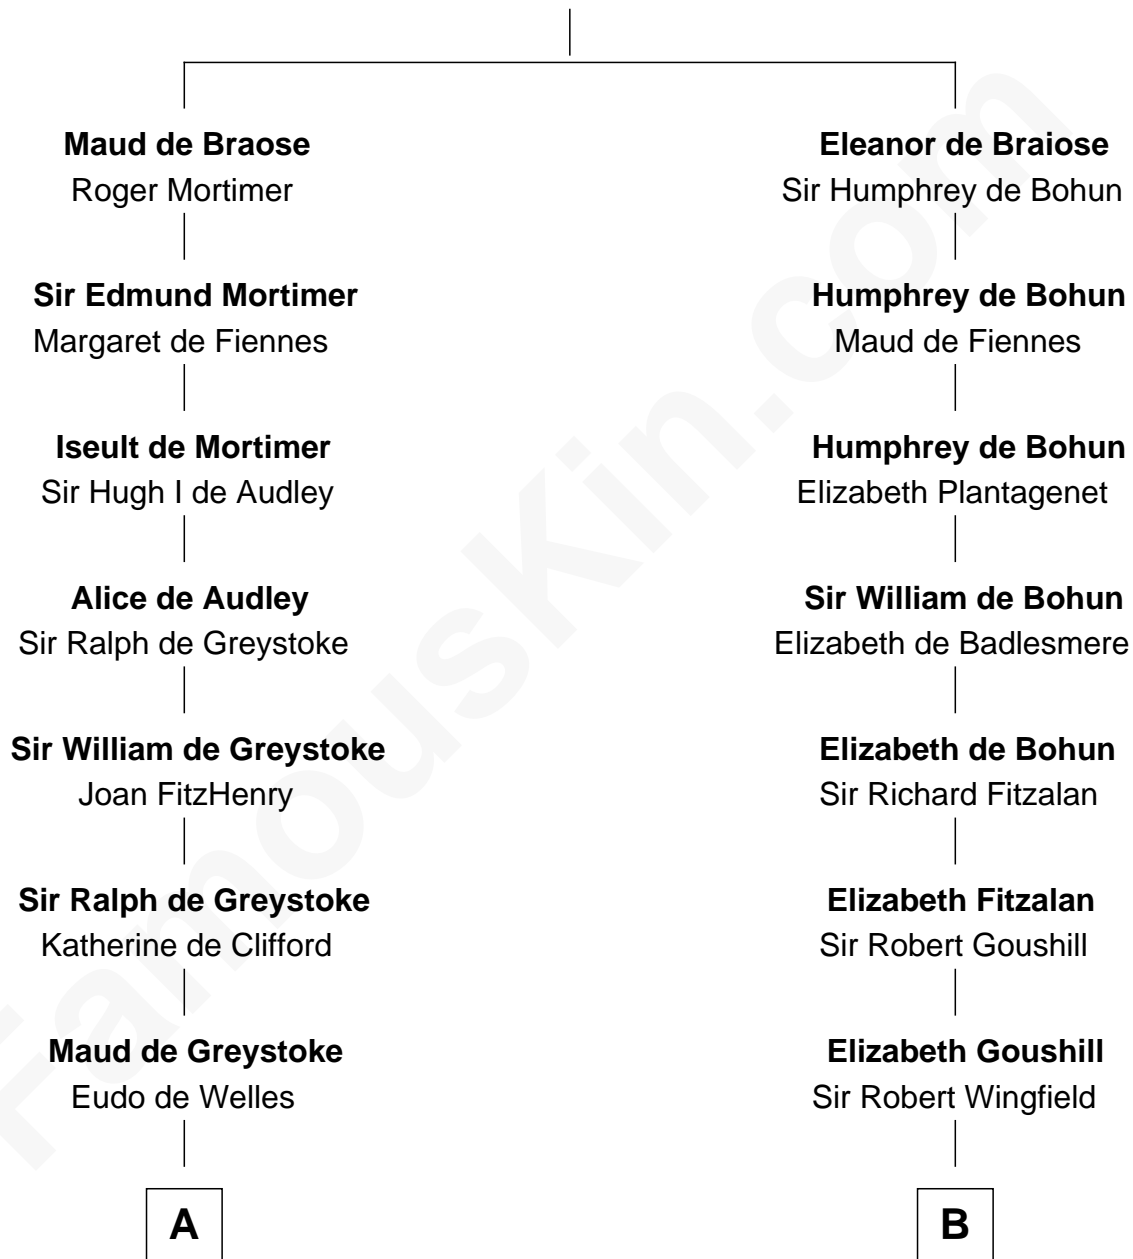 Maud de Braose
Roger Mortimer
Sir Edmund Mortimer
Margaret de Fiennes
Iseult de Mortimer
Sir Hugh I de Audley
Alice de Audley
Sir Ralph de Greystoke
Sir William de Greystoke
Joan FitzHenry
Sir Ralph de Greystoke
Katherine de Clifford
Maud de Greystoke
Eudo de Welles
A
Eleanor de Braiose
Sir Humphrey de Bohun
Humphrey de Bohun
Maud de Fiennes
Humphrey de Bohun
Elizabeth Plantagenet
Sir William de Bohun
Elizabeth de Badlesmere
Elizabeth de Bohun
Sir Richard Fitzalan
Elizabeth Fitzalan
Sir Robert Goushill
Elizabeth Goushill
Sir Robert Wingfield
B
FamousKin.com